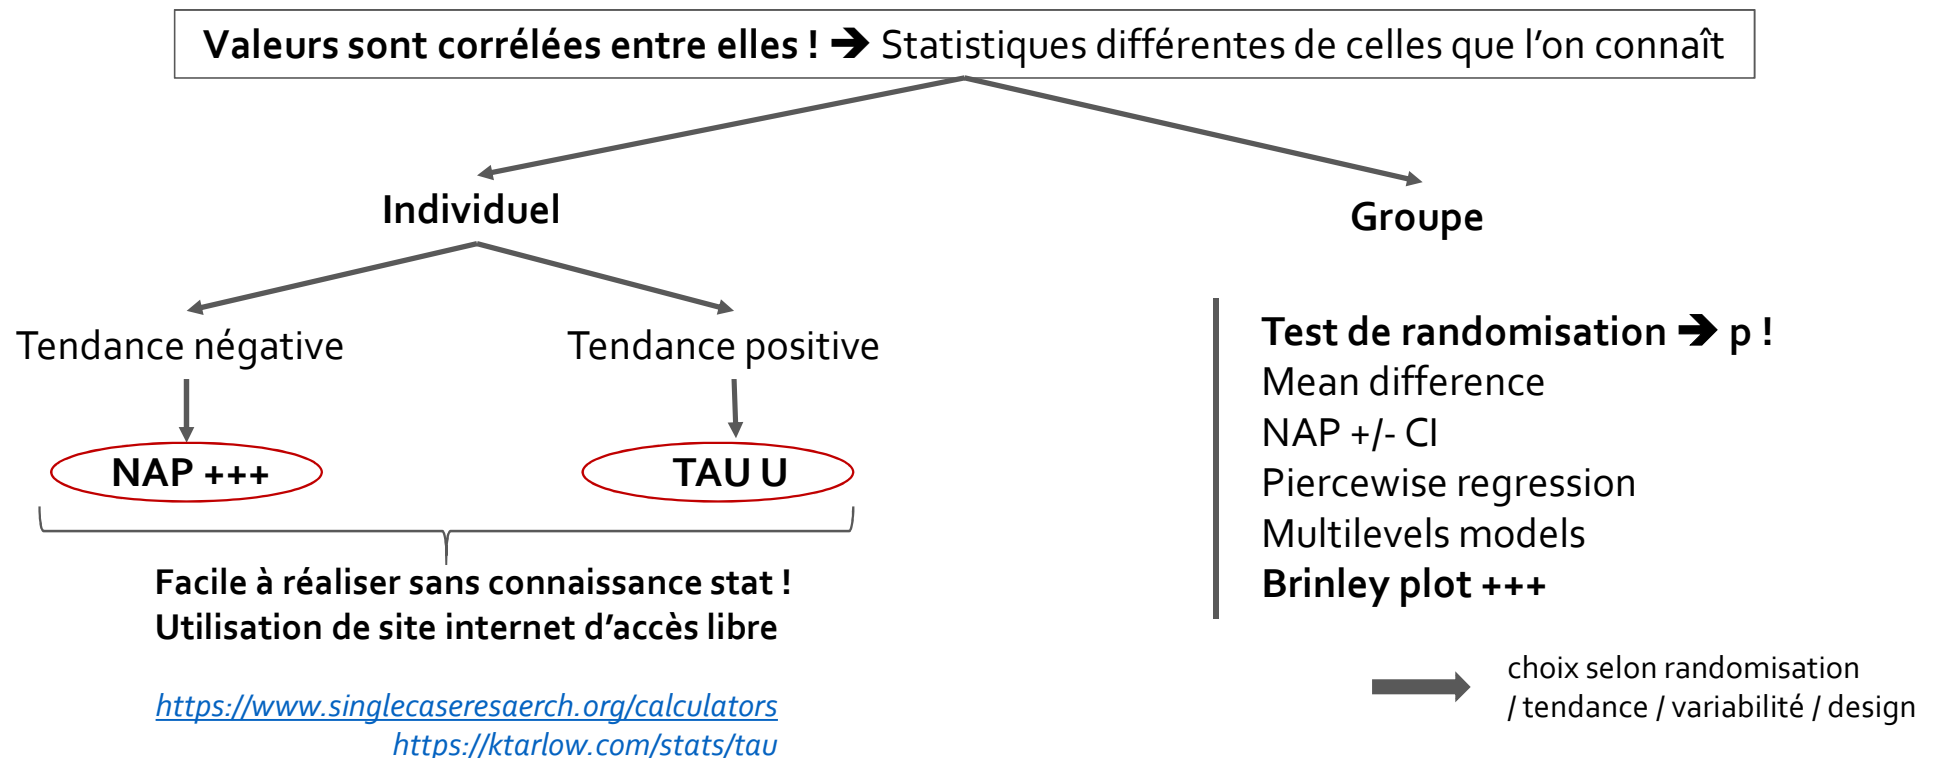 Valeurs sont corrélées entre elles ! ➔ Statistiques différentes de celles que l'on connaît
Individuel
Groupe
Tendance négative
Tendance positive
NAP +++
TAU U
Facile à réaliser sans connaissance stat !
Utilisation de site internet d'accès libre
https://www.singlecaseresaerch.org/calculators
https://ktarlow.com/stats/tau
Test de randomisation ➔ p !
Mean difference
NAP +/- CI
Piercewise regression
Multilevels models
Brinley plot +++
choix selon randomisation
/ tendance / variabilité / design